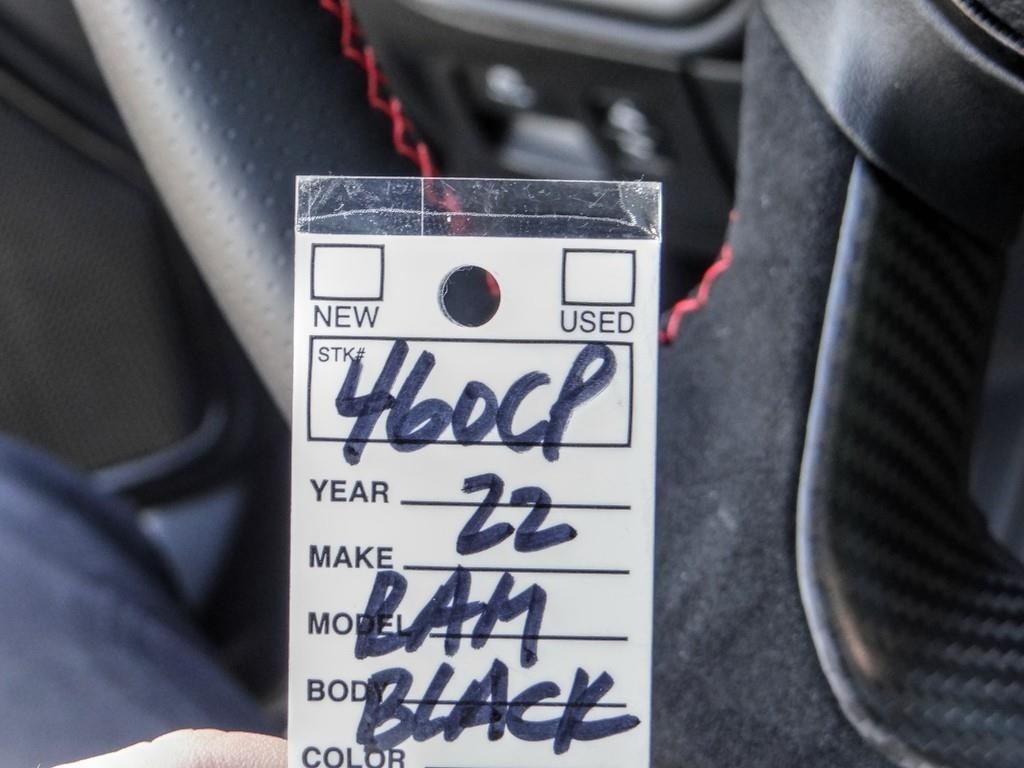 NEW USED
STK# 460CP
YEAR 22
MAKE
MODEL RAM
BODY BLACK
COLOR